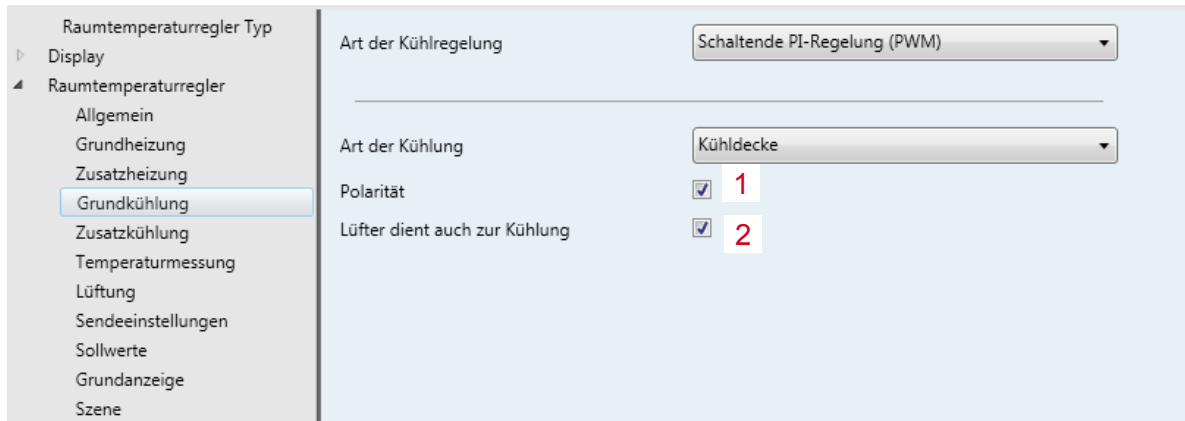 Raumtemperaturregler Typ
Display
Raumtemperaturregler
Allgemein
Grundheizung
Zusatzheizung
Grundkühlung
Zusatzkühlung
Temperaturmessung
Lüftung
Sendeeinstellungen
Sollwerte
Grundanzeige
Szene
Art der Kühlregelung Schaltende PI-Regelung (PWM)
Art der Kühlung Kühldecke
Polarität 1
Lüfter dient auch zur Kühlung 2